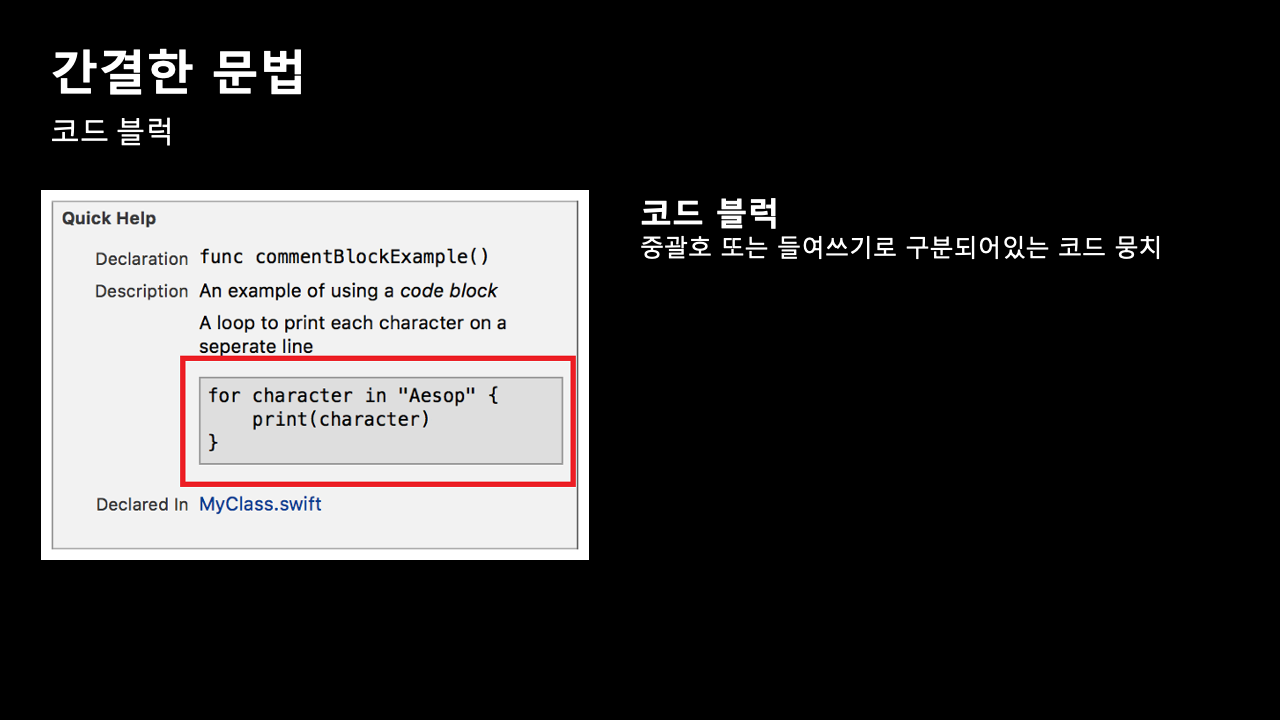 간결한 문법
코드 블럭
Quick Help
Declaration func commentBlockExample()
Description An example of using a code block
A loop to print each character on a
seperate line
for character in "Aesop" {
    print(character)
}
Declared In MyClass.swift
코드 블럭
중괄호 또는 들여쓰기로 구분되어있는 코드 뭉치